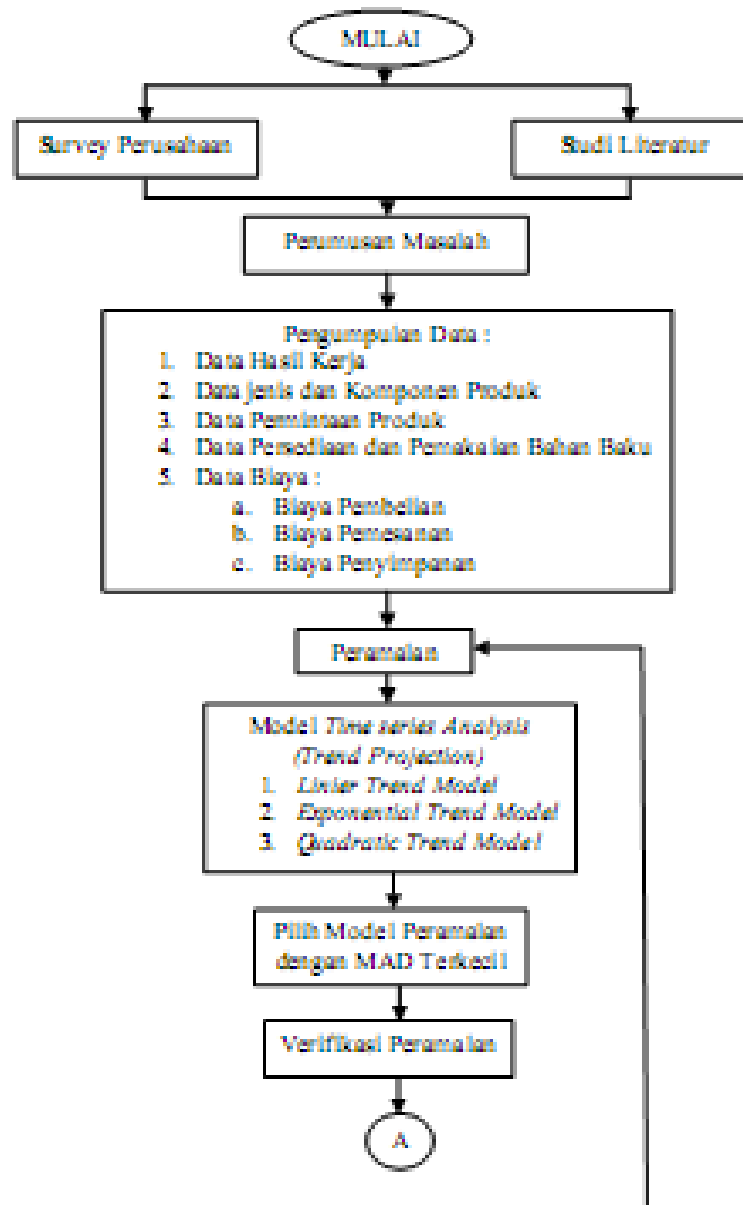 MULAI
Survey Perusahaan
Studi Literatur
Perumusan Masalah
Pengumpulan Data :
1. Data Hasil Kerja
2. Data jenis dan Komponen Produk
3. Data Permintaan Produk
4. Data Persediaan dan Pemakaian Bahan Baku
5. Data Biaya :
a. Biaya Pembelian
b. Biaya Pemesanan
c. Biaya Penyimpanan
Peramalan
Model Time series Analysis
(Trend Projection)
1. Linier Trend Model
2. Exponential Trend Model
3. Quadratic Trend Model
Pilih Model Peramalan
dengan MAD Terkecil
Verifikasi Peramalan
A